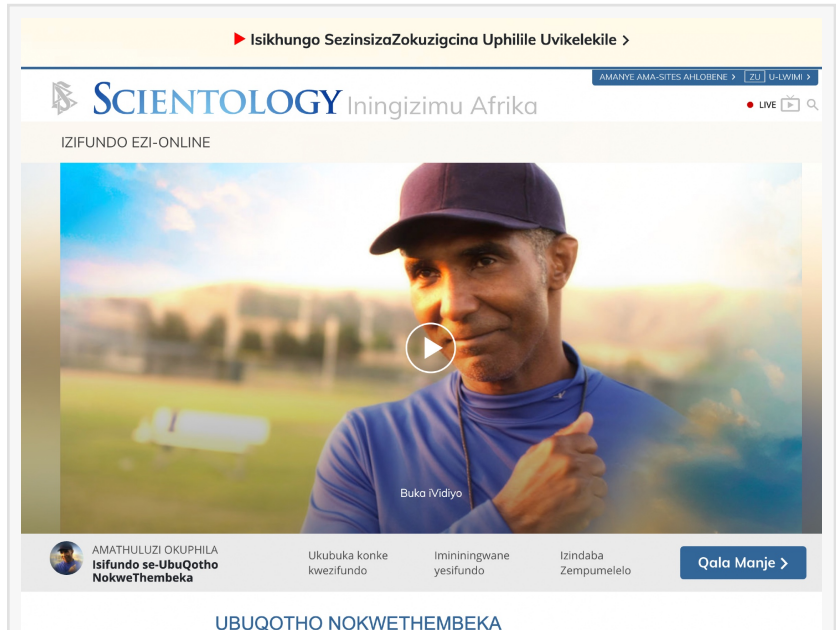 Isikhungo SezinsizaZokuzigcina Uphilile Uvikelekile
AMANYE AMA-SITES AHLOBENE ZU U-LWIMI
SCIENTOLOGY Iningizimu Afrika
LIVE
IZIFUNDO EZI-ONLINE
Buka iVidiyo
AMATHULUZI OKUPHILA
Isifundo se-UbuQotho
NokweThembeka
Ukubuka konke
kwezifundo
Imininingwane
yesifundo
Izindaba
Zempumelelo
Qala Manje
UBUQOTHO NOKWETHEMBEKA